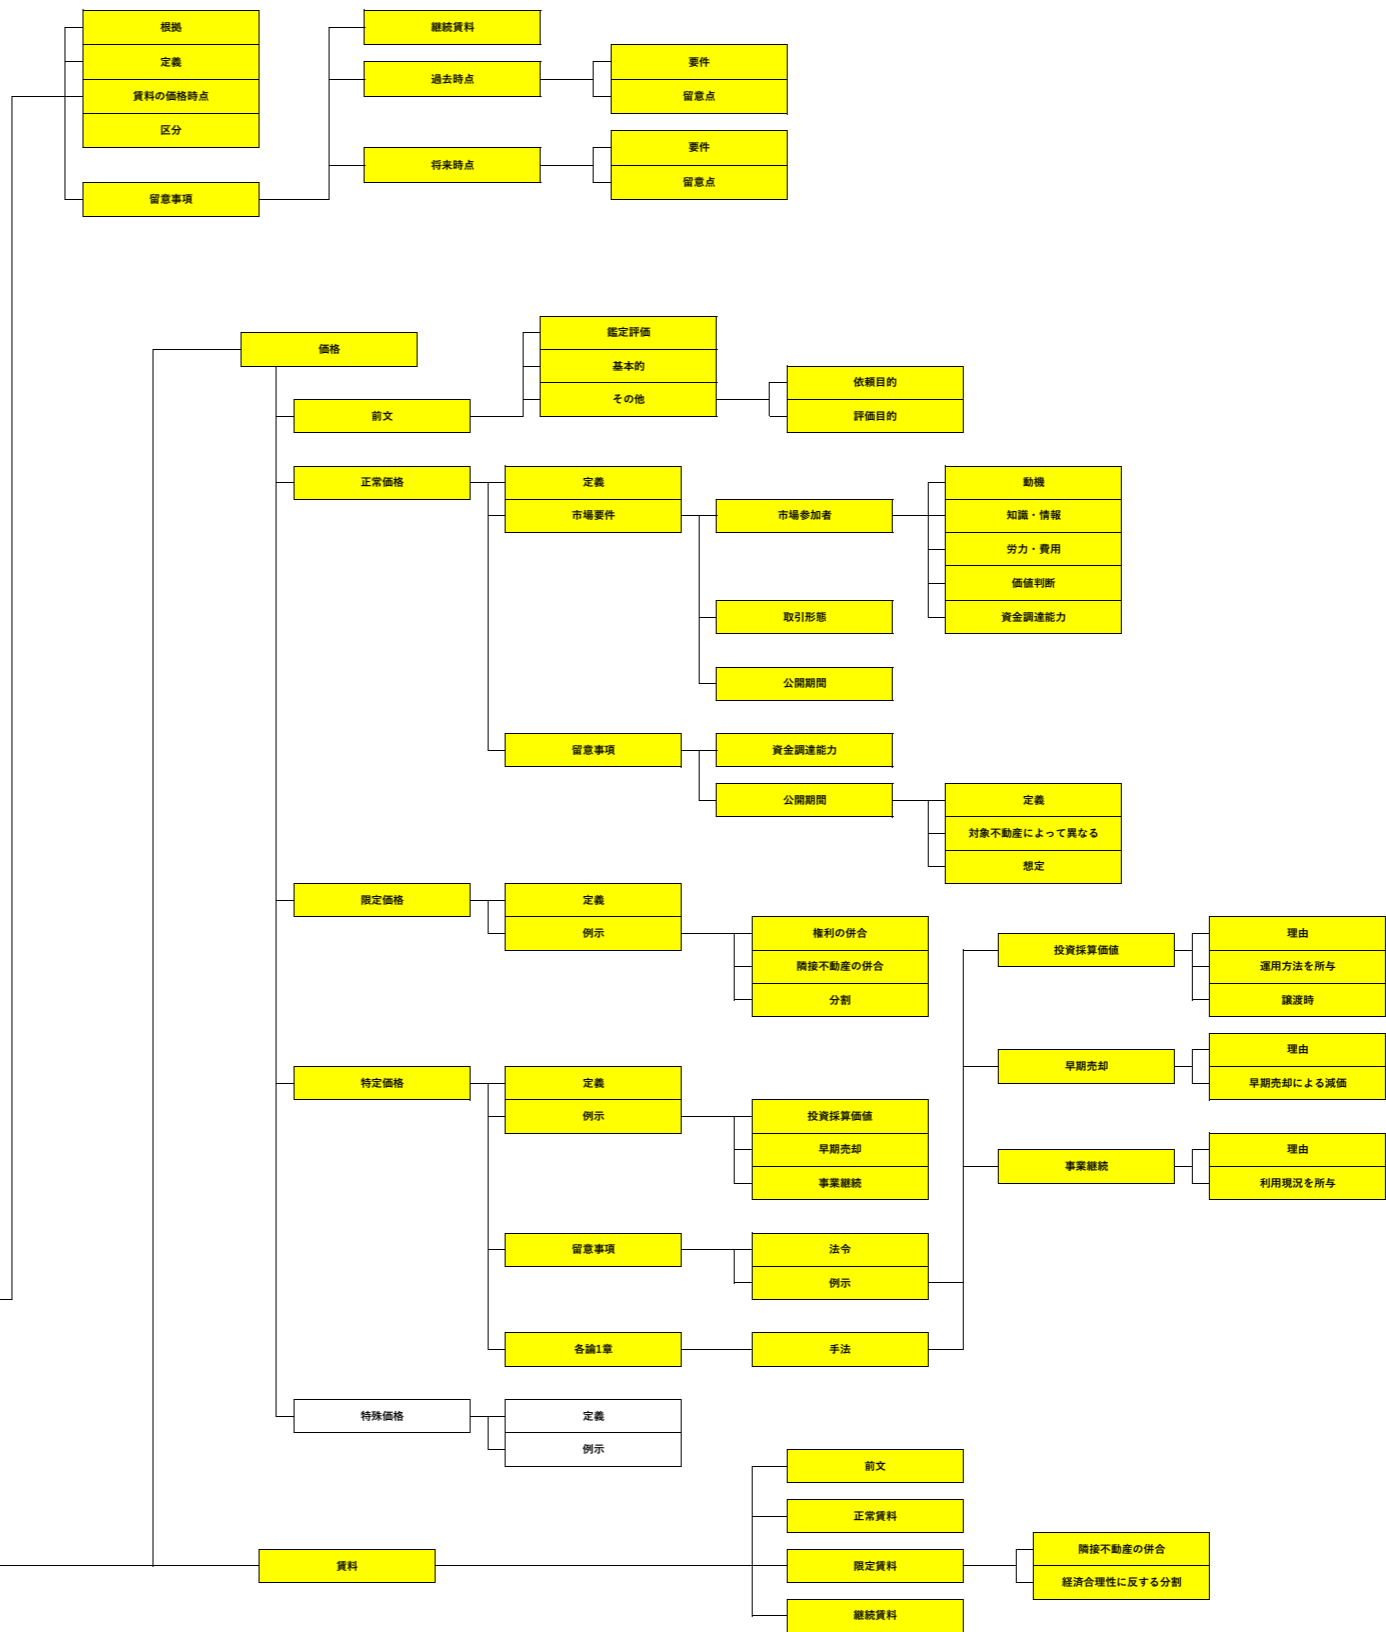 根拠
定義
賃料の価格時点
区分
留意事項
継続賃料
過去時点
要件
留意点
将来時点
要件
留意点
価格
前文
鑑定評価
基本的
その他
依頼目的
評価目的
正常価格
定義
市場要件
市場参加者
動機
知識・情報
労力・費用
価値判断
資金調達能力
取引形態
公開期間
留意事項
資金調達能力
公開期間
定義
対象不動産によって異なる
想定
限定価格
定義
例示
権利の併合
隣接不動産の併合
分割
特定価格
定義
例示
投資採算価値
早期売却
事業継続
留意事項
法令
例示
各論1章
手法
投資採算価値
理由
運用方法を所与
譲渡時
早期売却
理由
早期売却による減価
事業継続
理由
利用現況を所与
特殊価格
定義
例示
賃料
前文
正常賃料
限定賃料
隣接不動産の併合
経済合理性に反する分割
継続賃料